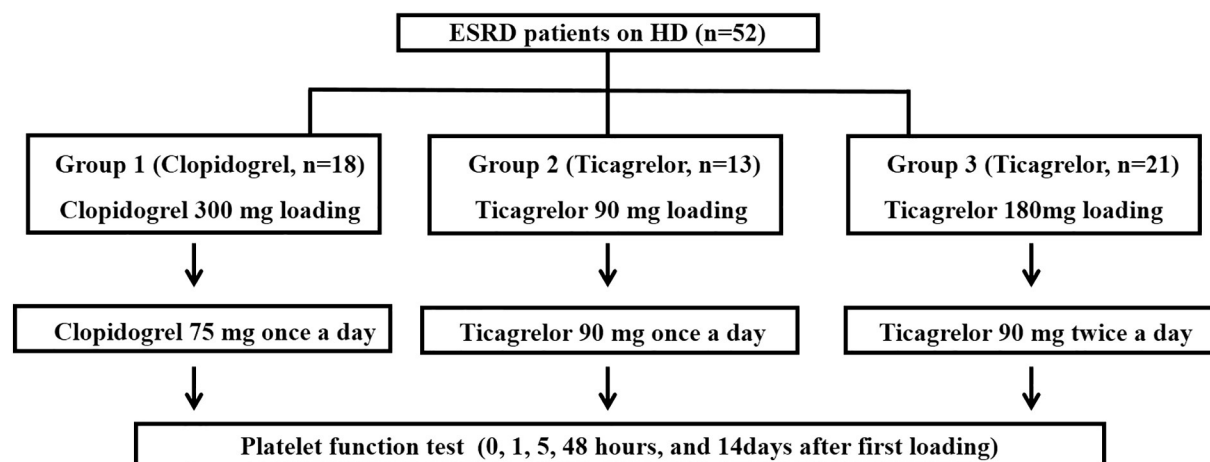 ESRD patients on HD (n=52)
Group 1 (Clopidogrel, n=18)
Clopidogrel 300 mg loading
Group 2 (Ticagrelor, n=13)
Ticagrelor 90 mg loading
Group 3 (Ticagrelor, n=21)
Ticagrelor 180mg loading
Clopidogrel 75 mg once a day
Ticagrelor 90 mg once a day
Ticagrelor 90 mg twice a day
Platelet function test (0, 1, 5, 48 hours, and 14days after first loading)